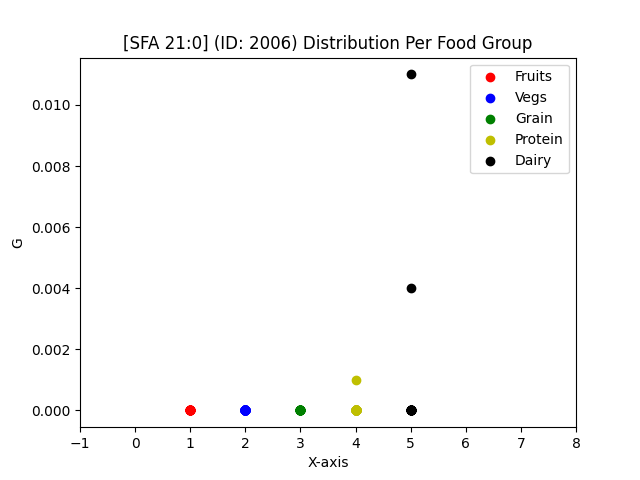 [SFA 21:0] (ID: 2006) Distribution Per Food Group
Fruits
Vegs
Grain
Protein
Dairy
G
0.010
0.008
0.006
0.004
0.002
0.000
−1 0 1 2 3 4 5 6 7 8
X-axis